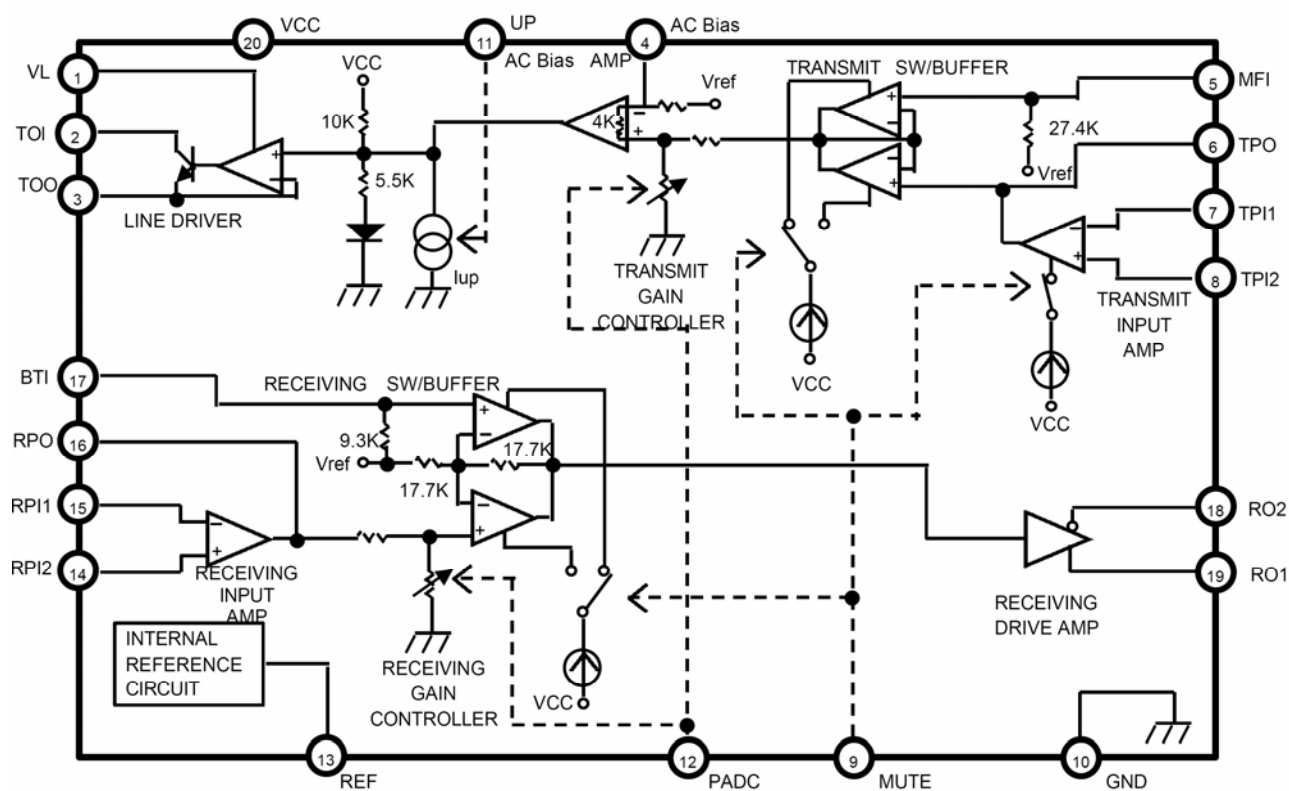 VCC
20
UP
11
AC Bias
4
AC Bias
AMP
VL
1
VCC
Vref
TRANSMIT SW/BUFFER
5
MFI
10K
4K
27.4K
TOI
2
6
TPO
TOO
3
5.5K
Vref
LINE DRIVER
7
TPI1
Iup
TRANSMIT
GAIN
CONTROLLER
8
TPI2
TRANSMIT
INPUT
AMP
VCC
VCC
BTI
17
RECEIVING SW/BUFFER
RPO
16
9.3K
17.7K
Vref
17.7K
RPI1
15
18
RO2
RPI2
14
19
RO1
RECEIVING
INPUT
AMP
RECEIVING
DRIVE AMP
INTERNAL
REFERENCE
CIRCUIT
RECEIVING
GAIN
CONTROLLER
VCC
13
REF
12
PADC
9
MUTE
10
GND
+
−
−
+
+
−
−
+
−
+
+
−
−
+
−
+